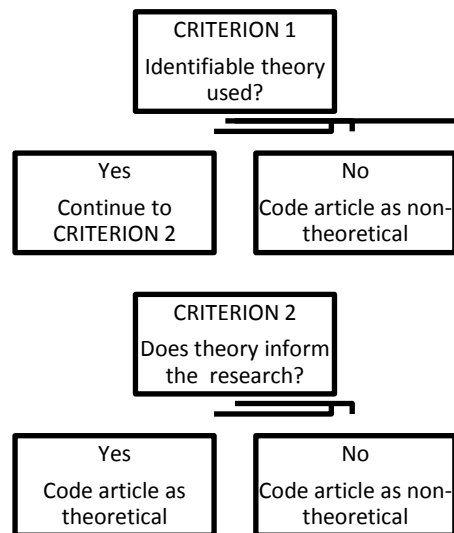 CRITERION 1
Identifiable theory
used?
Yes
Continue to
CRITERION 2
No
Code article as non-
theoretical
CRITERION 2
Does theory inform
the research?
Yes
Code article as
theoretical
No
Code article as non-
theoretical